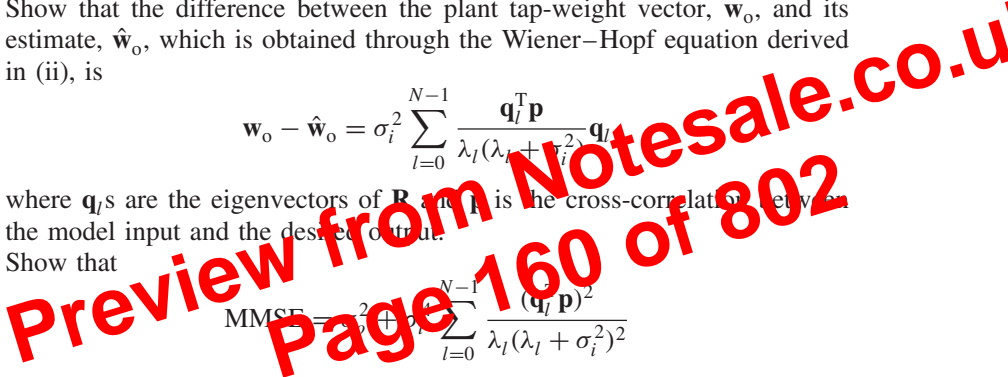 Show that the difference between the plant tap-weight vector, w_o, and its
estimate, ŵ_o, which is obtained through the Wiener–Hopf equation derived
in (ii), is
w_o − ŵ_o = σ_i^2 ∑_{l=0}^{N−1} \frac{q_l^T p}{λ_l(λ_l + σ_i^2)} q_l
where q_l s are the eigenvectors of R and p is the cross-correlation between
the model input and the desired output.
Show that
MMSE = σ_o^2 + σ_i^4 ∑_{l=0}^{N−1} \frac{(q_l^T p)^2}{λ_l(λ_l + σ_i^2)^2}
Preview from Notesale.co.u
Page 160 of 802